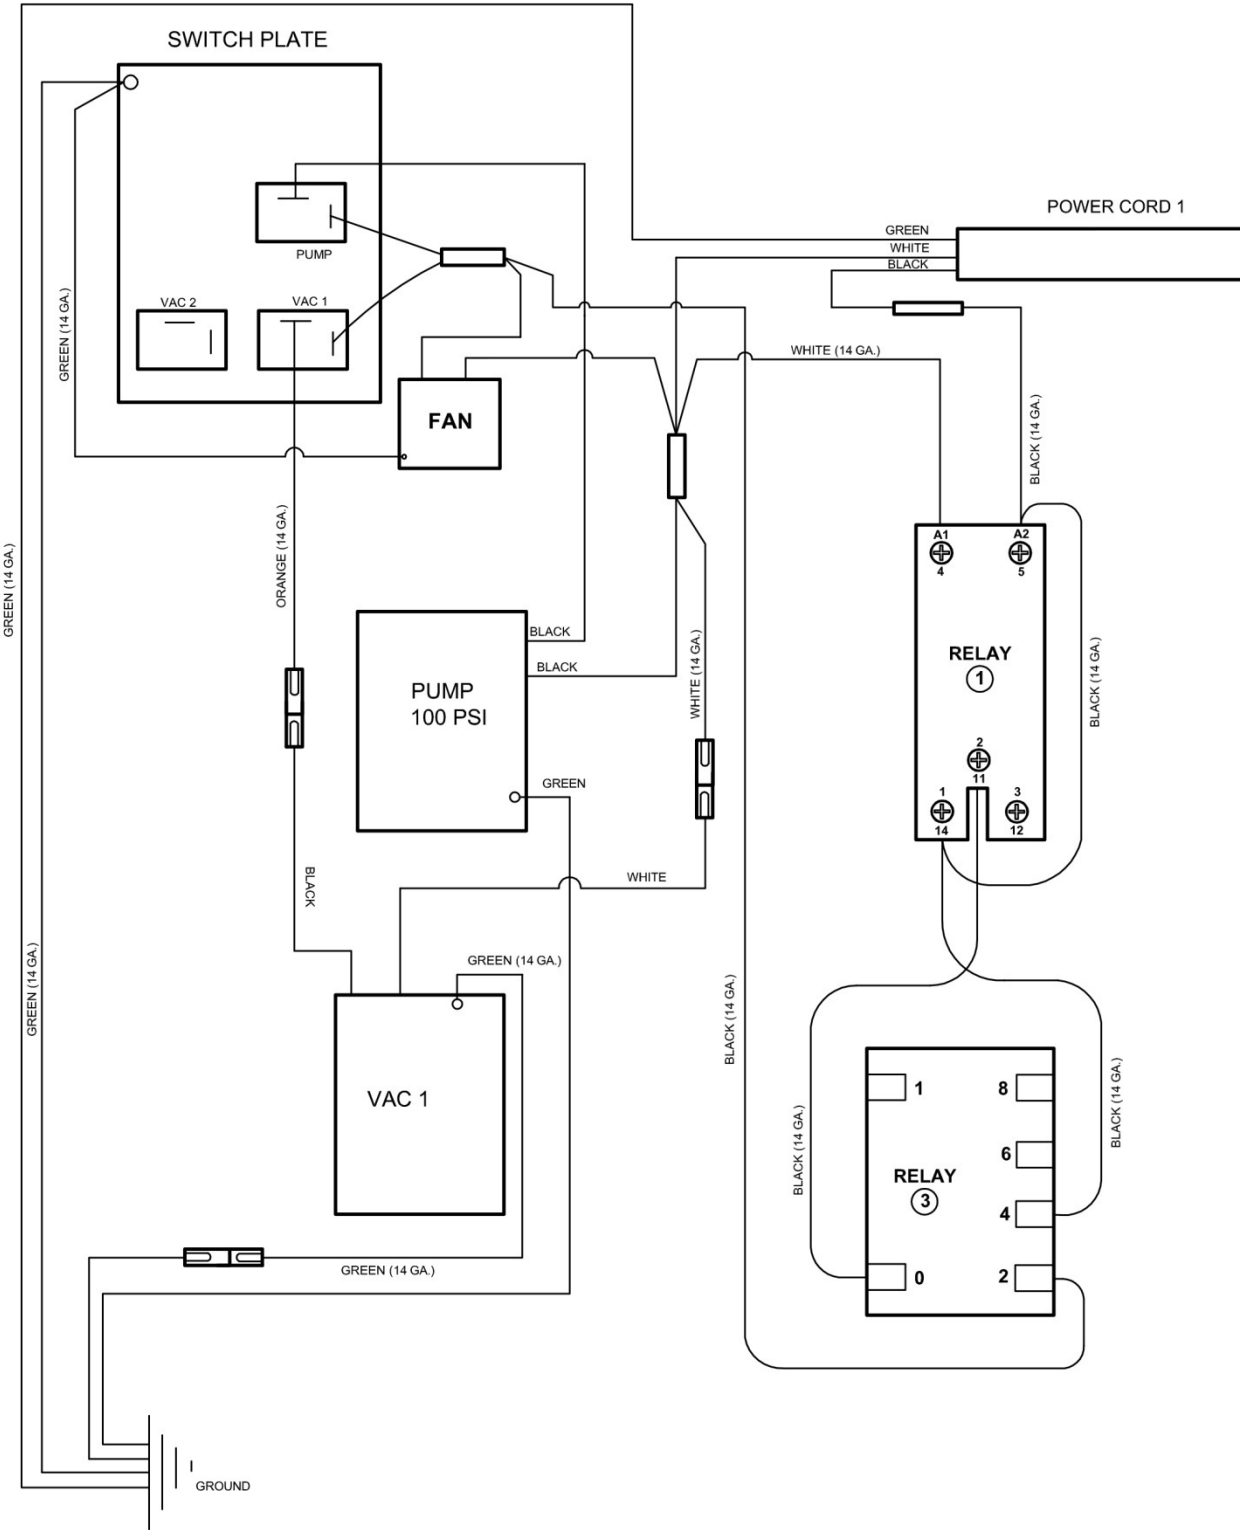 SWITCH PLATE
POWER CORD 1
GREEN
WHITE
BLACK
PUMP
VAC 2
VAC 1
GREEN (14 GA.)
WHITE (14 GA.)
FAN
BLACK (14 GA.)
ORANGE (14 GA.)
GREEN (14 GA.)
A1
4
A2
5
RELAY
1
BLACK (14 GA.)
BLACK
BLACK
PUMP
100 PSI
WHITE (14 GA.)
GREEN
2
11
1
14
3
12
BLACK
WHITE
GREEN (14 GA.)
GREEN (14 GA.)
BLACK (14 GA.)
VAC 1
1
8
6
RELAY
3
4
0
2
BLACK (14 GA.)
BLACK (14 GA.)
GREEN (14 GA.)
GROUND